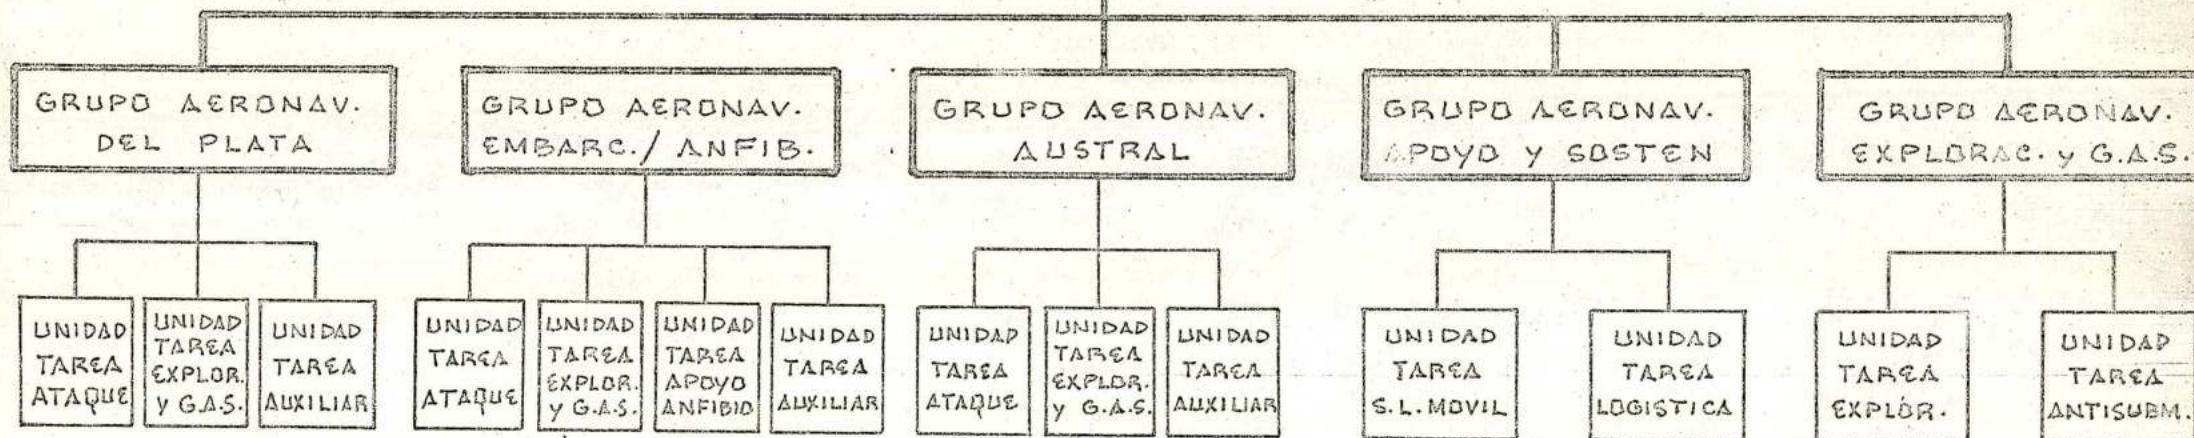 GRUPO AERONAV.
DEL PLATA
GRUPO AERONAV.
EMBARC./ ANFIB.
GRUPO AERONAV.
AUSTRAL
GRUPO AERONAV.
APOYO y SOSTEN
GRUPO AERONAV.
EXPLORAC. y G.A.S.
UNIDAD
TAREA
ATAQUE
UNIDAD
TAREA
EXPLOR.
y G.A.S.
UNIDAD
TAREA
AUXILIAR
UNIDAD
TAREA
ATAQUE
UNIDAD
TAREA
EXPLOR.
y G.A.S.
UNIDAD
TAREA
APOYO
ANFIBIO
UNIDAD
TAREA
AUXILIAR
UNIDAD
TAREA
ATAQUE
UNIDAD
TAREA
EXPLOR.
y G.A.S.
UNIDAD
TAREA
AUXILIAR
UNIDAD
TAREA
S.L. MOVIL
UNIDAD
TAREA
LOGISTICA
UNIDAD
TAREA
EXPLOR.
UNIDAD
TAREA
ANTISUBM.